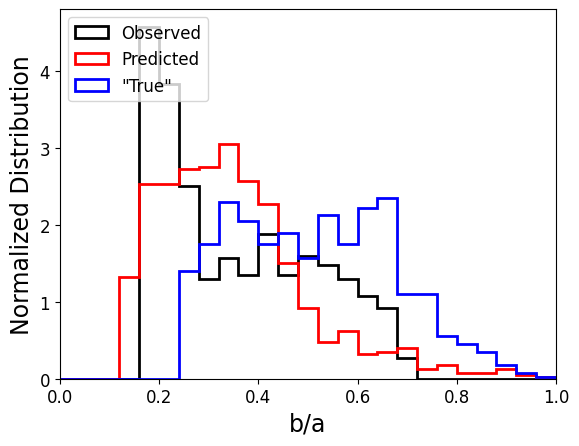 Observed
Predicted
"True"
Normalized Distribution
4
3
2
1
0
0.0 0.2 0.4 0.6 0.8 1.0
b/a